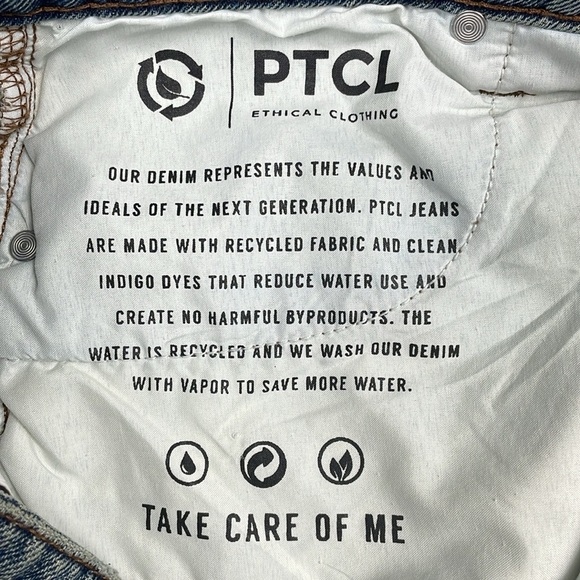 PTCL
ETHICAL CLOTHING
OUR DENIM REPRESENTS THE VALUES AND
IDEALS OF THE NEXT GENERATION. PTCL JEANS
ARE MADE WITH RECYCLED FABRIC AND CLEAN
INDIGO DYES THAT REDUCE WATER USE AND
CREATE NO HARMFUL BYPRODUCTS. THE
WATER IS RECYCLED AND WE WASH OUR DENIM
WITH VAPOR TO SAVE MORE WATER.
TAKE CARE OF ME